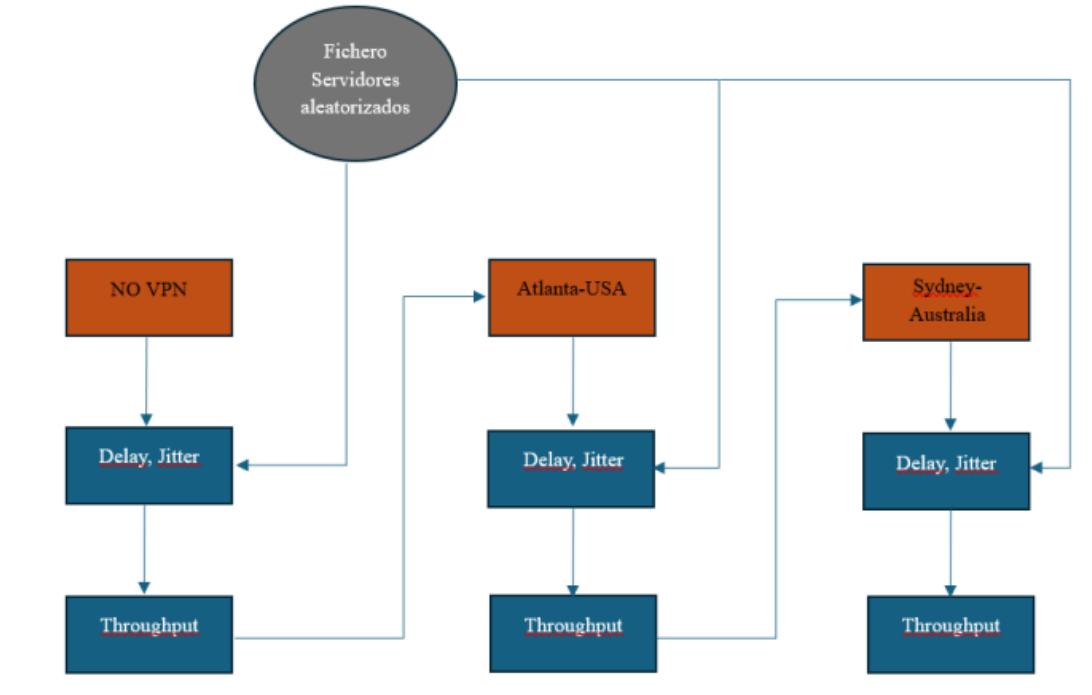 Fichero
Servidores
aleatorizados
NO VPN
Atlanta-USA
Sydney-
Australia
Delay, Jitter
Delay, Jitter
Delay, Jitter
Throughput
Throughput
Throughput